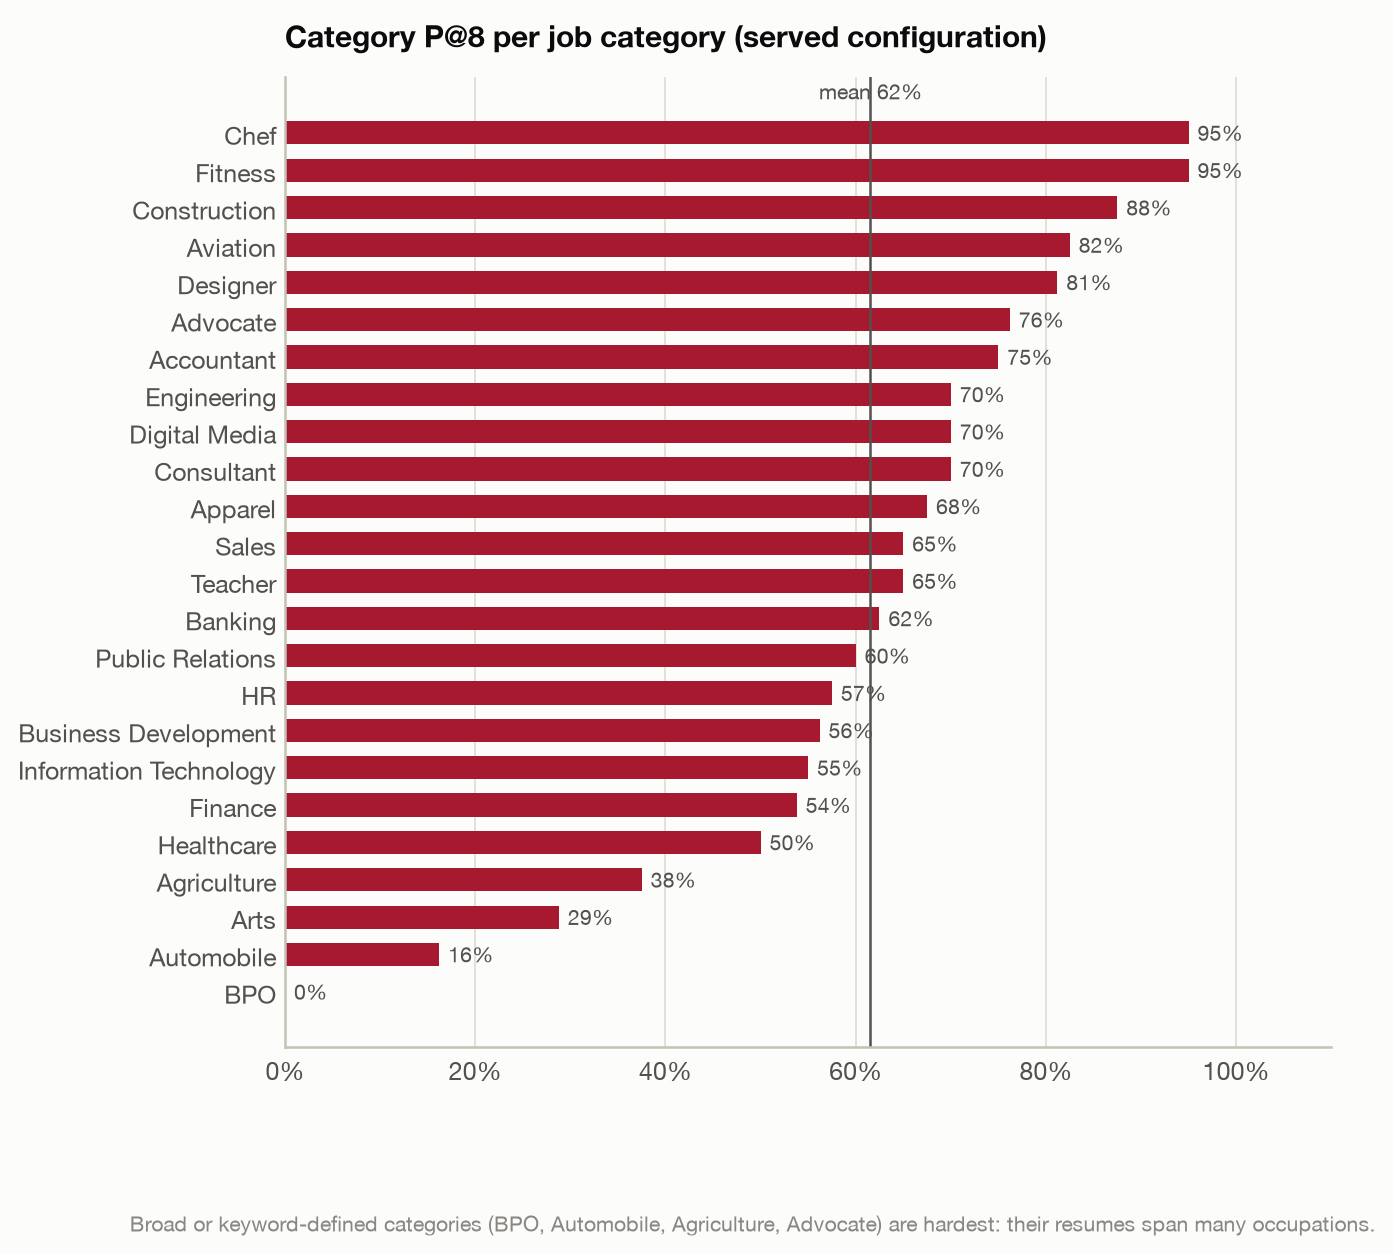 Category P@8 per job category (served configuration)
mean 62%
Chef 95%
Fitness 95%
Construction 88%
Aviation 82%
Designer 81%
Advocate 76%
Accountant 75%
Engineering 70%
Digital Media 70%
Consultant 70%
Apparel 68%
Sales 65%
Teacher 65%
Banking 62%
Public Relations 60%
HR 57%
Business Development 56%
Information Technology 55%
Finance 54%
Healthcare 50%
Agriculture 38%
Arts 29%
Automobile 16%
BPO 0%
0% 20% 40% 60% 80% 100%
Broad or keyword-defined categories (BPO, Automobile, Agriculture, Advocate) are hardest: their resumes span many occupations.